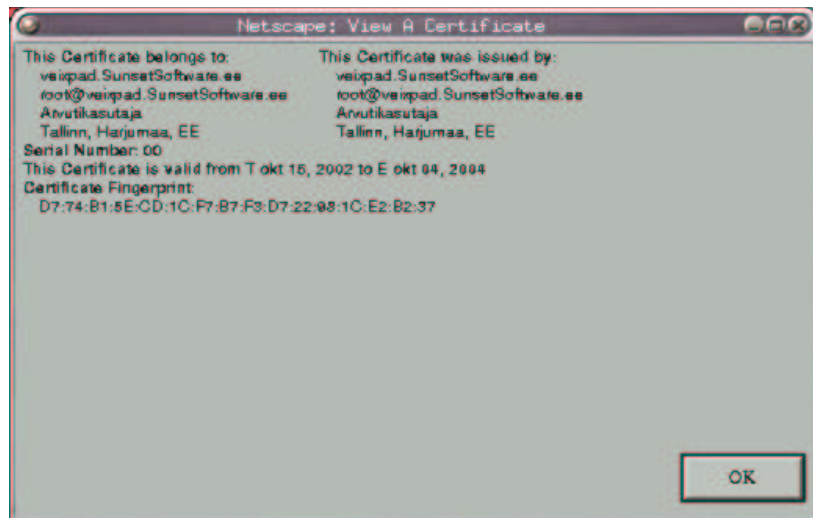 Netscape: View A Certificate
This Certificate belongs to:
veixpad.SunsetSoftware.ee
root@veixpad.SunsetSoftware.ee
Arvutikasutaja
Tallinn, Harjumaa, EE
This Certificate was issued by:
veixpad.SunsetSoftware.ee
root@veixpad.SunsetSoftware.ee
Arvutikasutaja
Tallinn, Harjumaa, EE
Serial Number: 00
This Certificate is valid from T okt 15, 2002 to E okt 04, 2004
Certificate Fingerprint:
D7:74:B1:5E:CD:1C:F7:B7:F3:D7:22:98:1C:E2:B2:37
OK